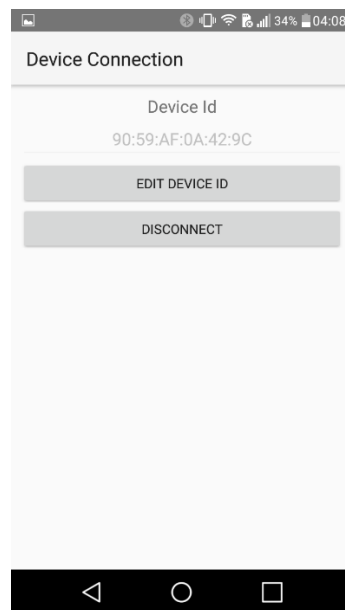 34% 04:08
Device Connection
Device Id
90:59:AF:0A:42:9C
EDIT DEVICE ID
DISCONNECT